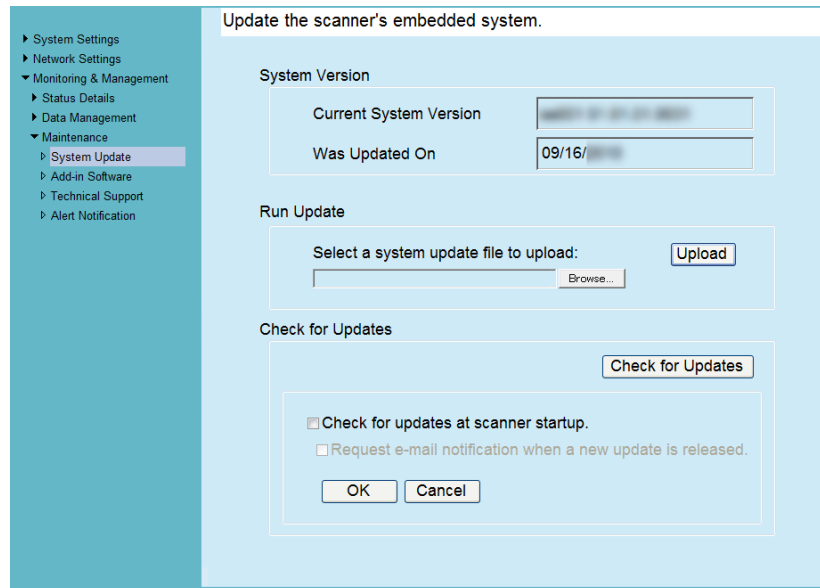 Update the scanner's embedded system.
System Settings
Network Settings
Monitoring & Management
Status Details
Data Management
Maintenance
System Update
Add-in Software
Technical Support
Alert Notification
System Version
Current System Version
Was Updated On 09/16/
Run Update
Select a system update file to upload: Upload
Browse...
Check for Updates
Check for Updates
Check for updates at scanner startup.
Request e-mail notification when a new update is released.
OK Cancel